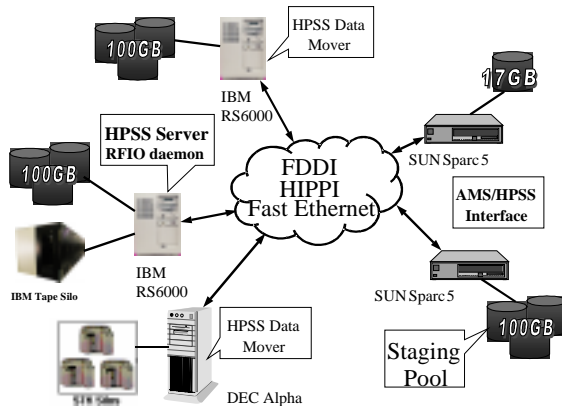 100GB
HPSS Data
Mover
IBM
RS6000
17GB
SUN Sparc 5
HPSS Server
RFIO daemon
100GB
FDDI
HIPPI
Fast Ethernet
AMS/HPSS
Interface
IBM Tape Silo
IBM
RS6000
SUN Sparc 5
HPSS Data
Mover
100GB
Staging
Pool
STK Silos
DEC Alpha